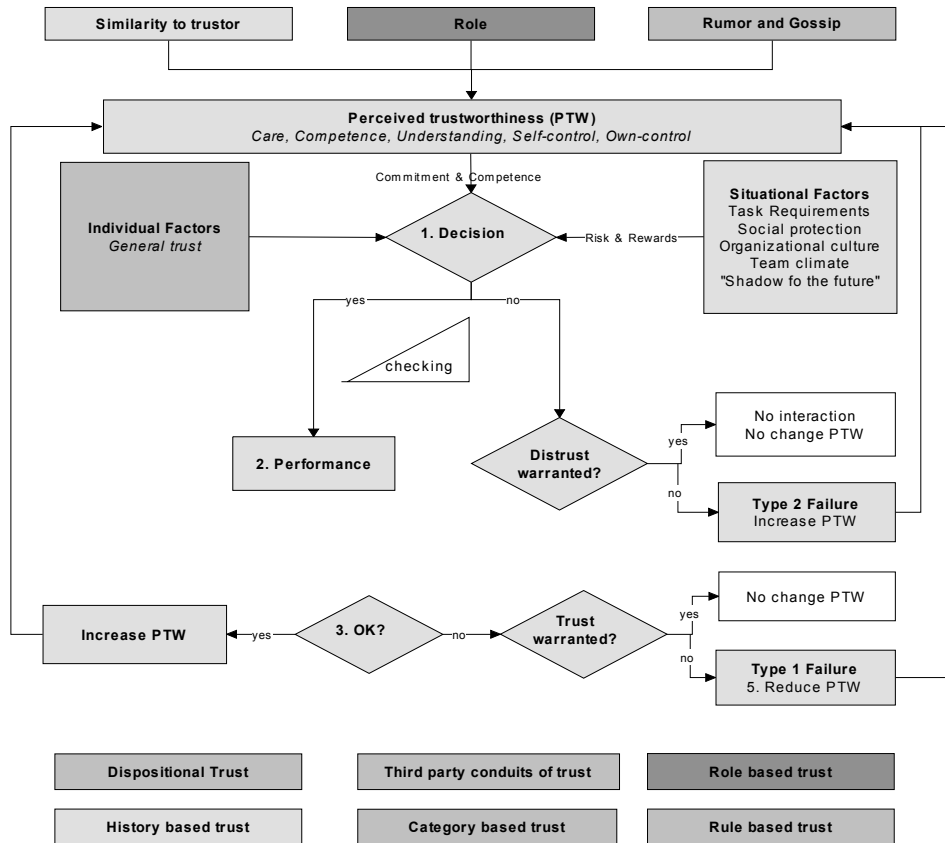 Similarity to trustor
Role
Rumor and Gossip
Perceived trustworthiness (PTW)
Care, Competence, Understanding, Self-control, Own-control
Commitment & Competence
Individual Factors
General trust
1. Decision
Risk & Rewards
Situational Factors
Task Requirements
Social protection
Organizational culture
Team climate
"Shadow fo the future"
yes
no
checking
2. Performance
Distrust
warranted?
yes
no
No interaction
No change PTW
Type 2 Failure
Increase PTW
Increase PTW
yes
3. OK?
no
Trust
warranted?
yes
no
No change PTW
Type 1 Failure
5. Reduce PTW
Dispositional Trust
Third party conduits of trust
Role based trust
History based trust
Category based trust
Rule based trust